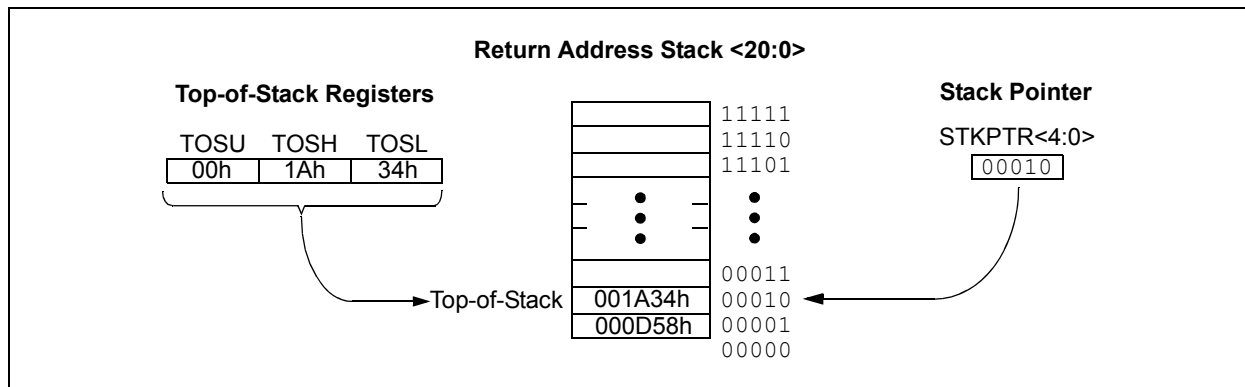 Return Address Stack <20:0>
Top-of-Stack Registers
Stack Pointer
TOSU TOSH TOSL
STKPTR<4:0>
00h 1Ah 34h
00010
11111
11110
11101
00011
Top-of-Stack 001A34h 00010
000D58h 00001
00000